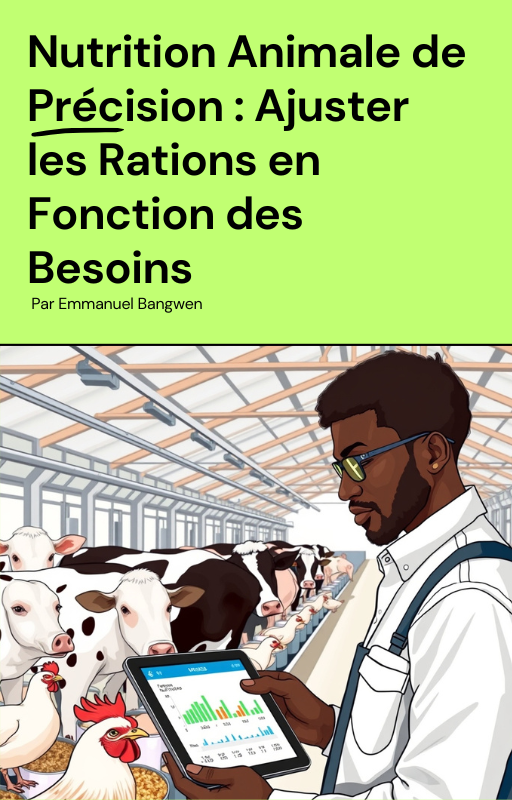 Nutrition Animale de
Précision : Ajuster
les Rations en
Fonction des
Besoins
Par Emmanuel Bangwen